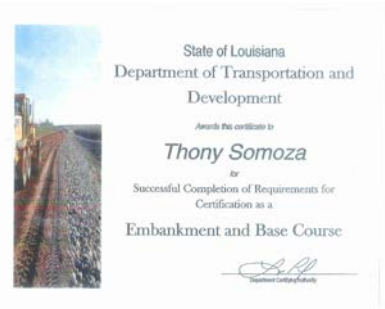 State of Louisiana
Department of Transportation and
Development
Awards this certificate to
Thony Somoza
for
Successful Completion of Requirements for
Certification as a
Embankment and Base Course
Department Certifying Authority